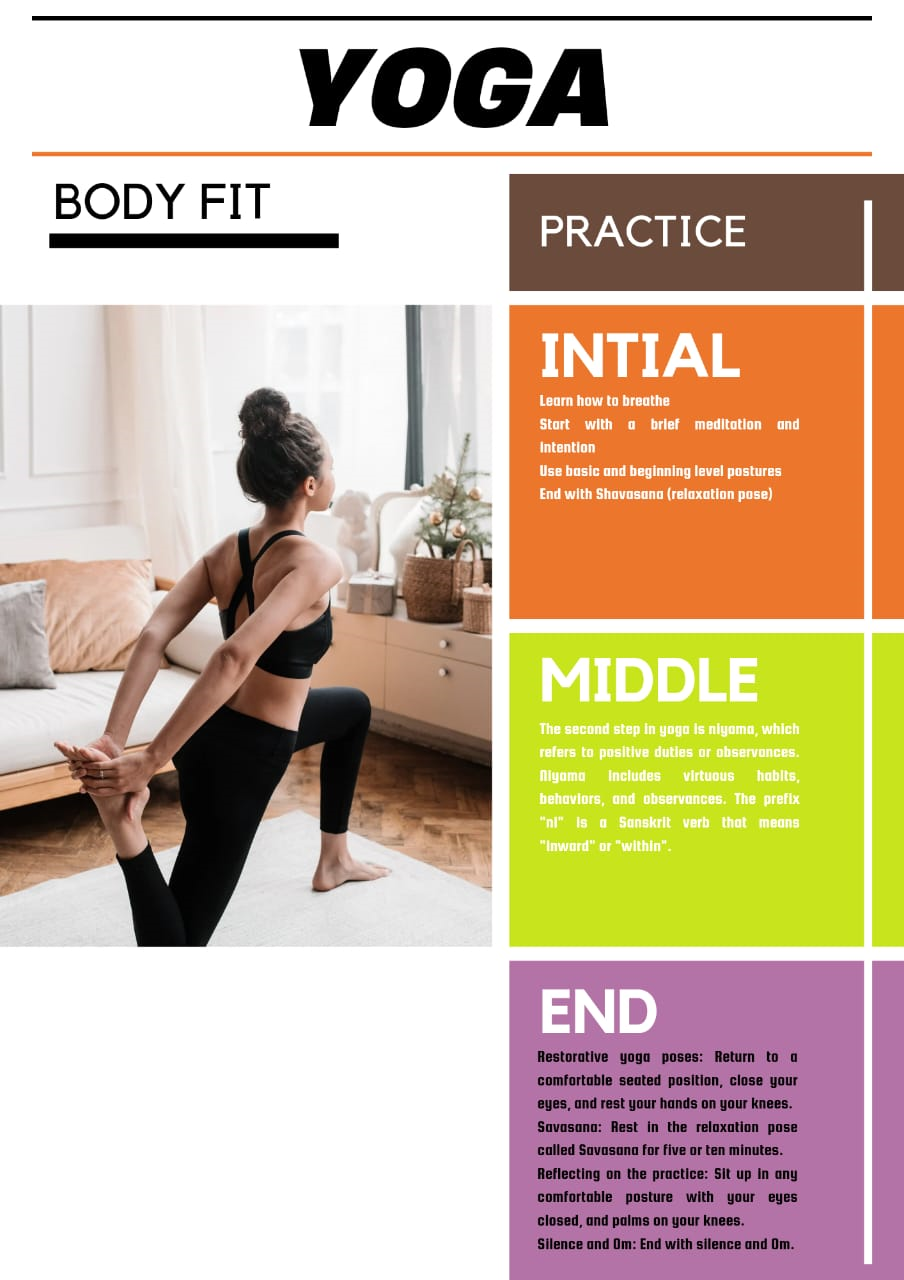 YOGA
BODY FIT
PRACTICE
INTIAL
Learn how to breathe
Start with a brief meditation and
intention
Use basic and beginning level postures
End with Shavasana (relaxation pose)
MIDDLE
The second step in yoga is niyama, which
refers to positive duties or observances.
Niyama includes virtuous habits,
behaviors, and observances. The prefix
"ni" is a Sanskrit verb that means
"inward" or "within".
END
Restorative yoga poses: Return to a
comfortable seated position, close your
eyes, and rest your hands on your knees.
Savasana: Rest in the relaxation pose
called Savasana for five or ten minutes.
Reflecting on the practice: Sit up in any
comfortable posture with your eyes
closed, and palms on your knees.
Silence and Om: End with silence and Om.